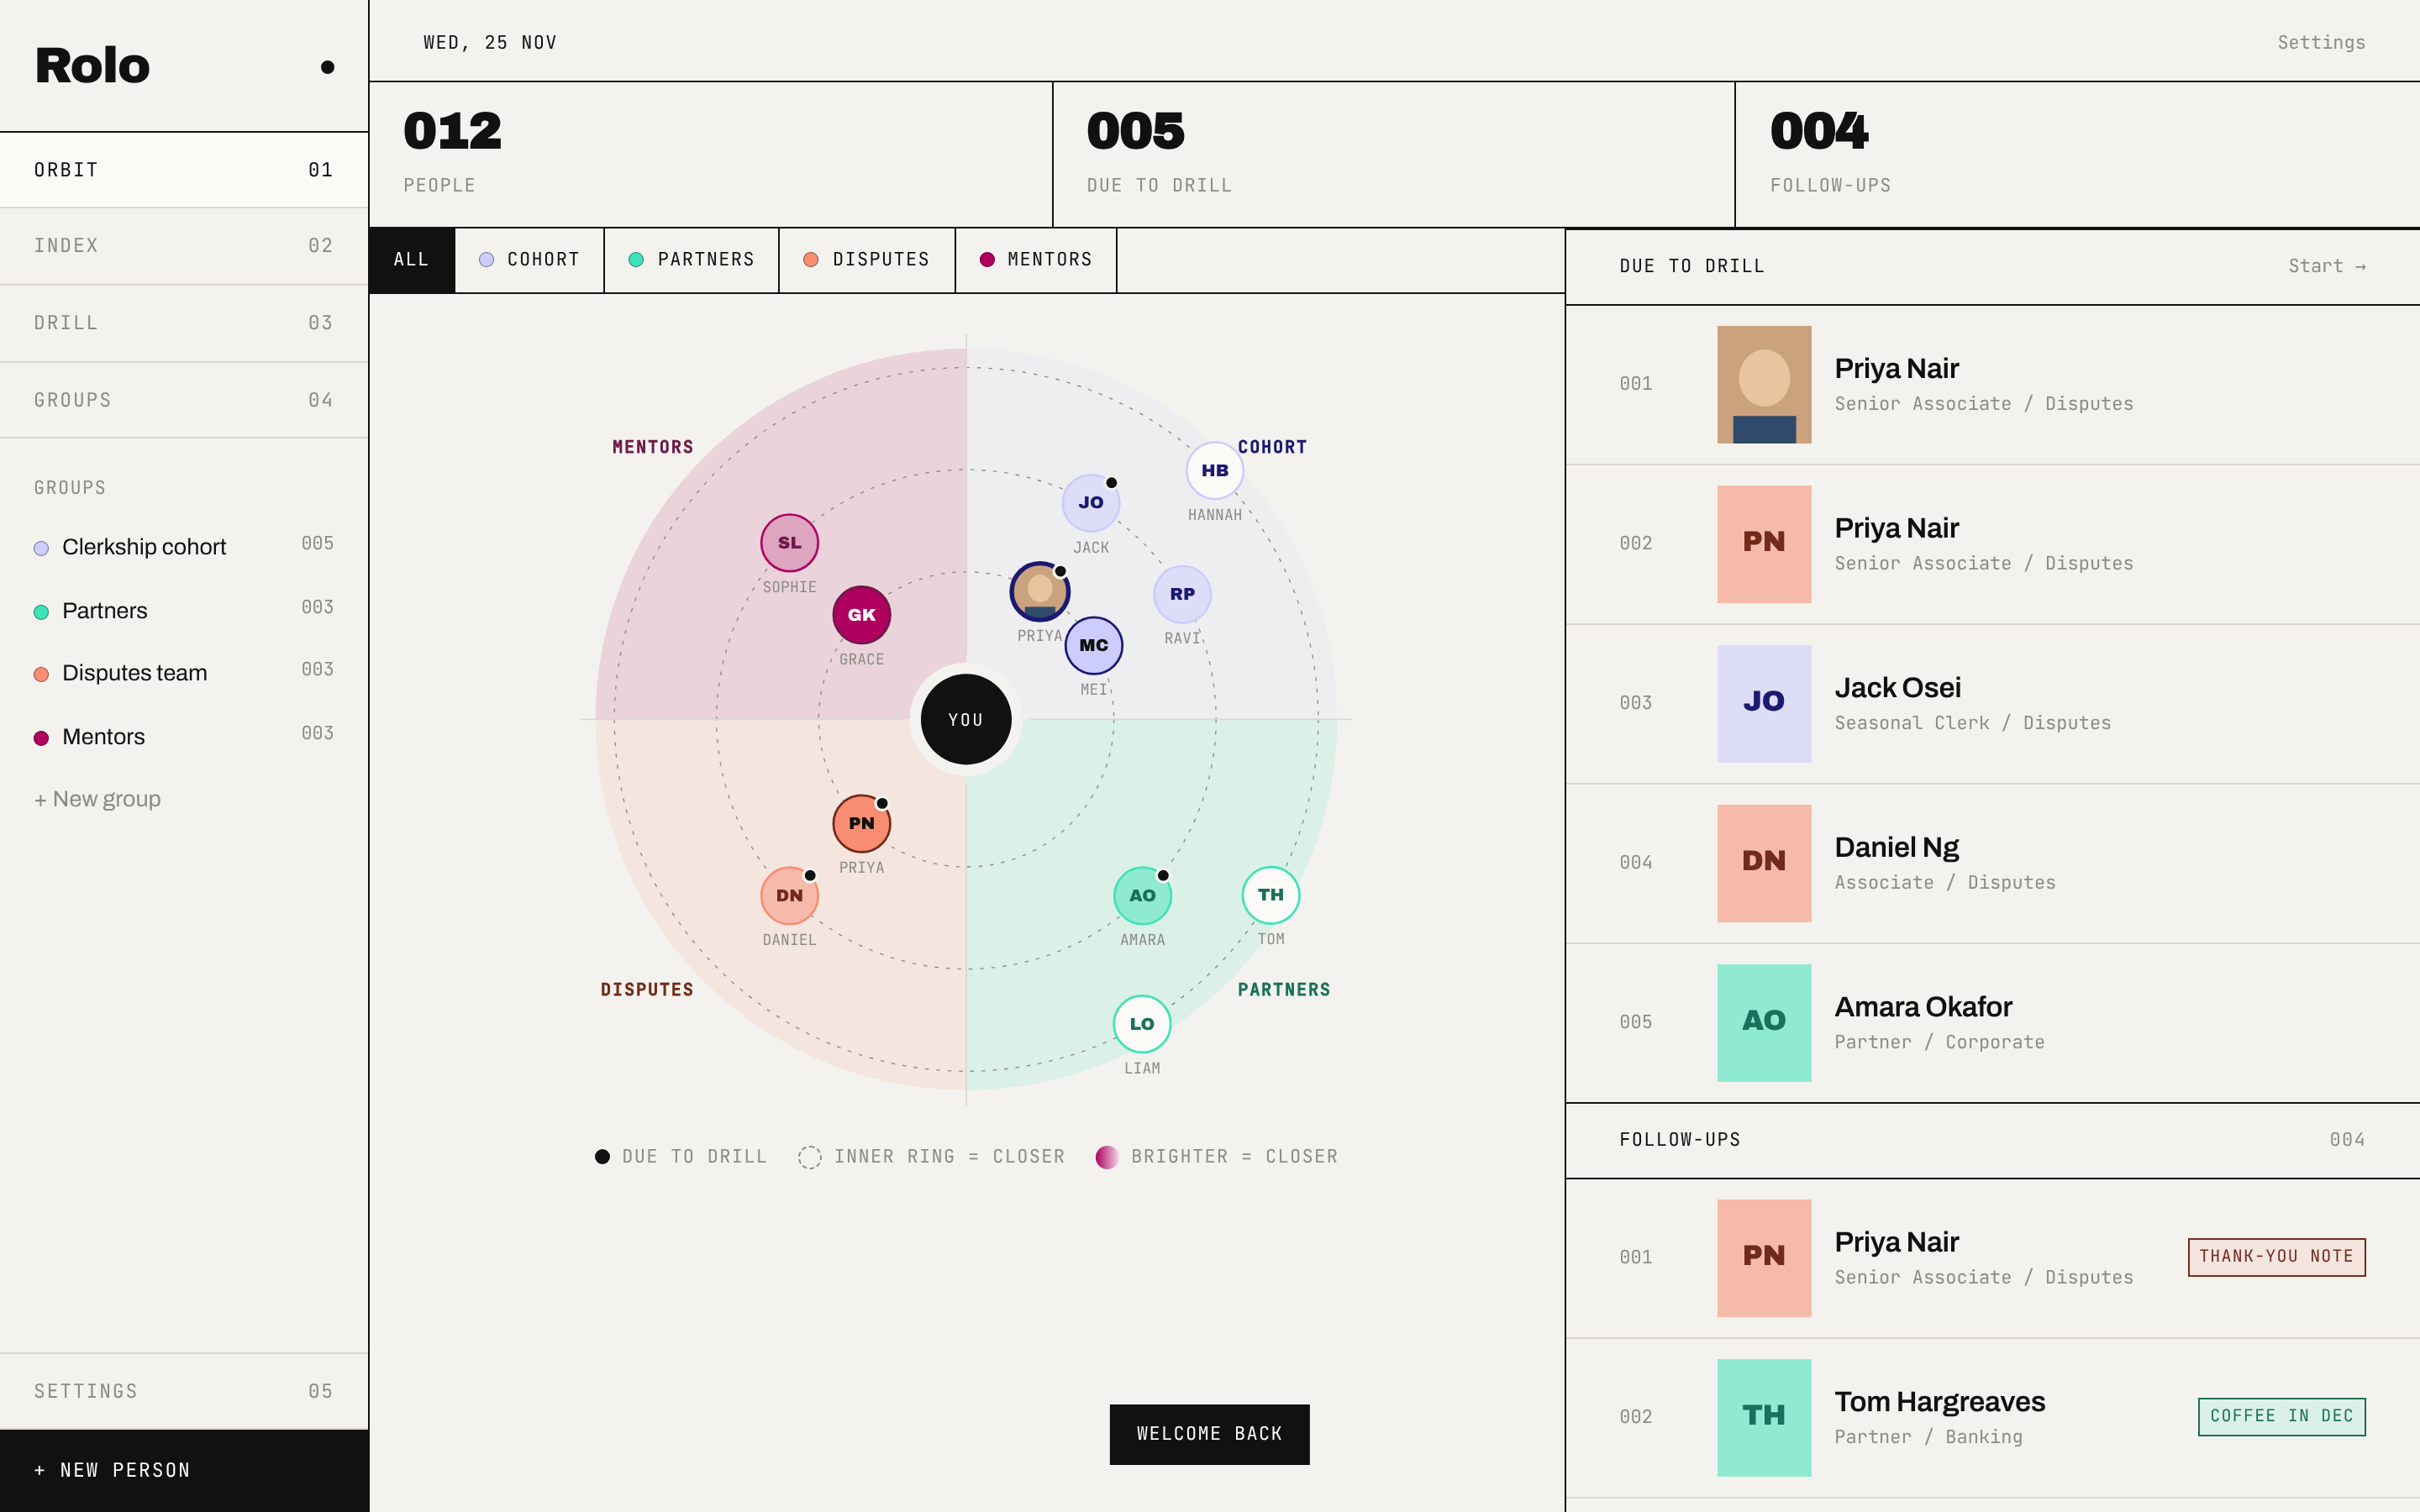 Rolo
ORBIT 01
INDEX 02
DRILL 03
GROUPS 04
GROUPS
Clerkship cohort 005
Partners 003
Disputes team 003
Mentors 003
+ New group
SETTINGS 05
+ NEW PERSON
WED, 25 NOV
Settings
012
PEOPLE
005
DUE TO DRILL
004
FOLLOW-UPS
ALL COHORT PARTNERS DISPUTES MENTORS
MENTORS
COHORT
HB
HANNAH
JO
JACK
SL
SOPHIE
PRIYA
RP
RAVI
GK
GRACE
MC
MEI
YOU
PN
PRIYA
DN
DANIEL
AO
AMARA
TH
TOM
DISPUTES
PARTNERS
LO
LIAM
DUE TO DRILL INNER RING = CLOSER BRIGHTER = CLOSER
WELCOME BACK
DUE TO DRILL Start →
001
Priya Nair
Senior Associate / Disputes
002 PN
Priya Nair
Senior Associate / Disputes
003 JO
Jack Osei
Seasonal Clerk / Disputes
004 DN
Daniel Ng
Associate / Disputes
005 AO
Amara Okafor
Partner / Corporate
FOLLOW-UPS 004
001 PN
Priya Nair
Senior Associate / Disputes
THANK-YOU NOTE
002 TH
Tom Hargreaves
Partner / Banking
COFFEE IN DEC